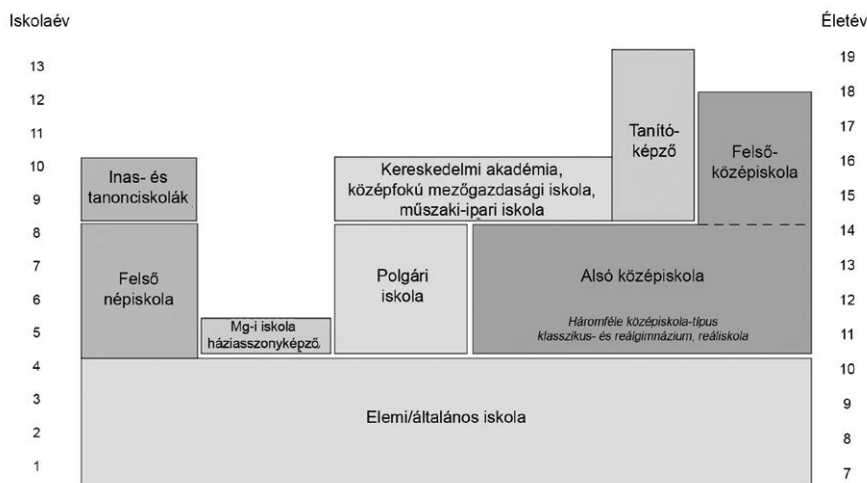 Iskolaév
Életév
13
12
11
10
9
8
7
6
5
4
3
2
1
19
18
17
16
15
14
13
12
11
10
9
8
7
Tanító-
képző
Felső-
középiskola
Inas- és
tanonciskolák
Kereskedelmi akadémia,
középfokú mezőgazdasági iskola,
műszaki-ipari iskola
Felső
népiskola
Mg-i iskola
háziasszonyképző
Polgári
iskola
Alsó középiskola
Háromféle középiskola-típus
klasszikus- és reálgimnázium, reáliskola
Elemi/általános iskola